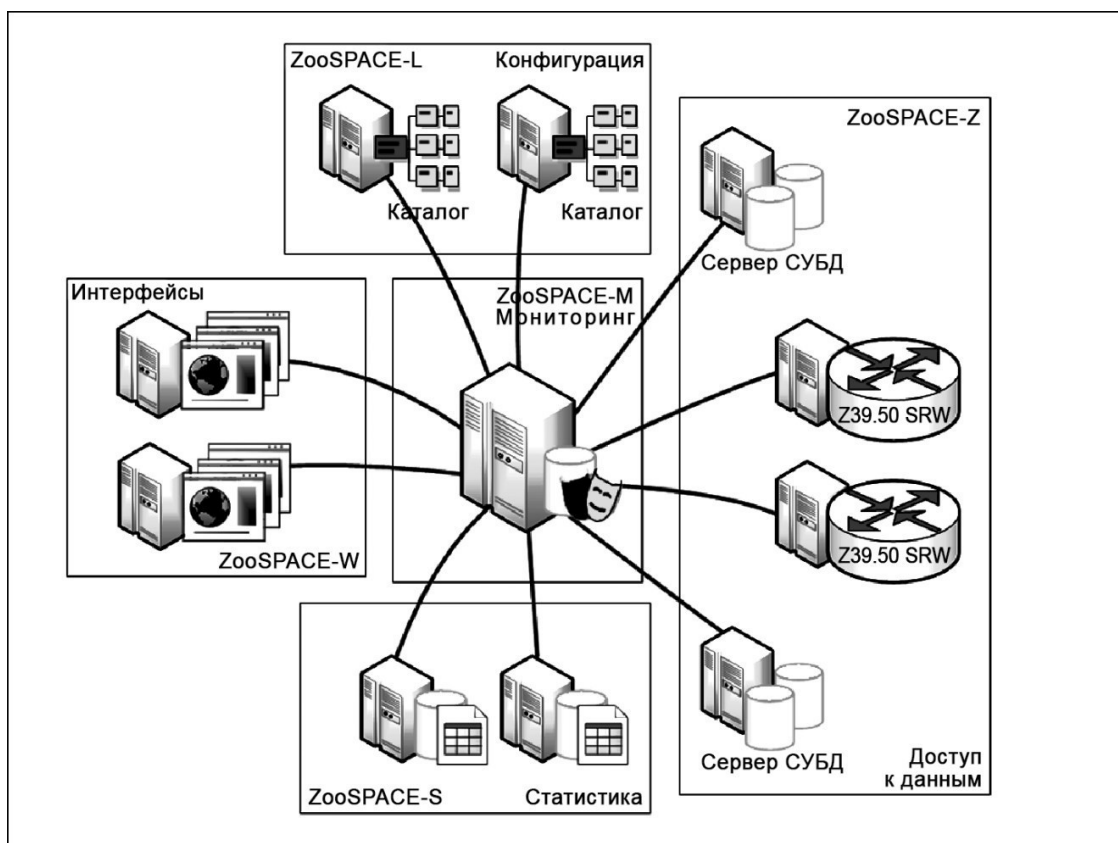 ZooSPACE-L
Конфигурация
Каталог
Каталог
ZooSPACE-Z
Сервер СУБД
Интерфейсы
ZooSPACE-M
Мониторинг
Z39.50 SRW
Z39.50 SRW
ZooSPACE-W
Сервер СУБД
Доступ
к данным
ZooSPACE-S
Статистика